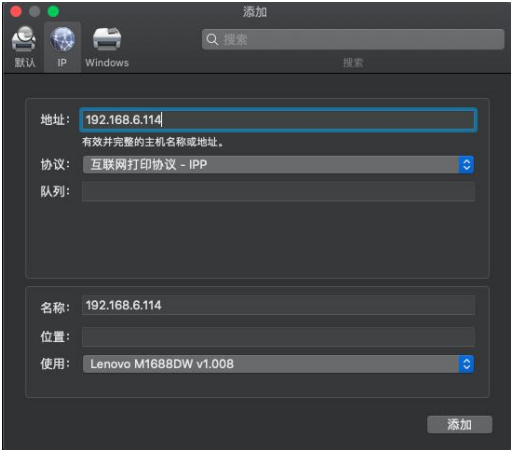 添加
搜索
默认 IP Windows 搜索
地址: 192.168.6.114
有效并完整的主机名称或地址。
协议: 互联网打印协议 – IPP
队列:
名称: 192.168.6.114
位置:
使用: Lenovo M1688DW v1.008
添加